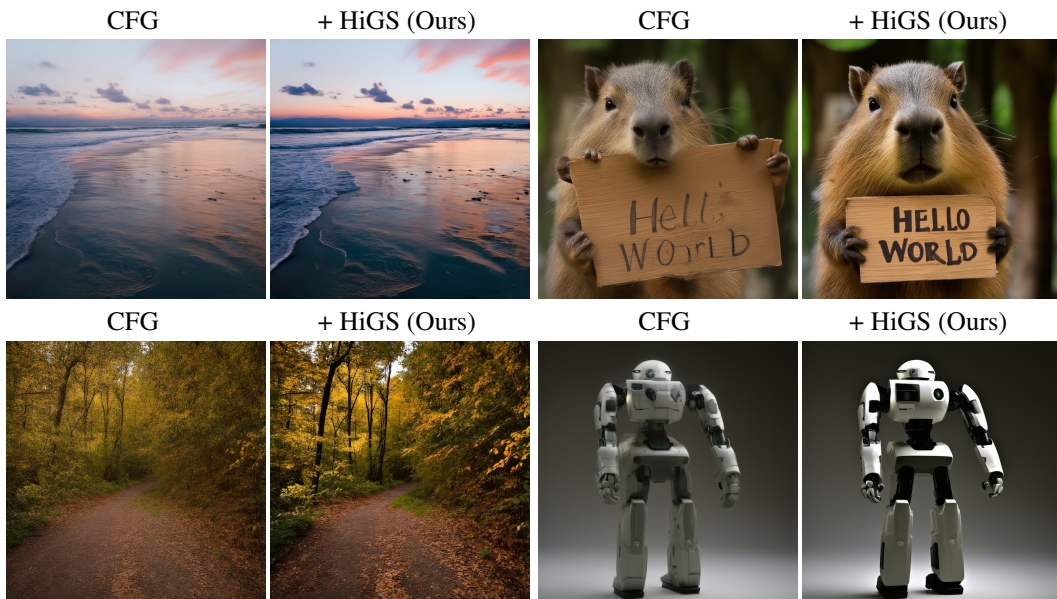 CFG
+ HiGS (Ours)
CFG
+ HiGS (Ours)
Hell
WORLD
HELLO
WORLD
CFG
+ HiGS (Ours)
CFG
+ HiGS (Ours)